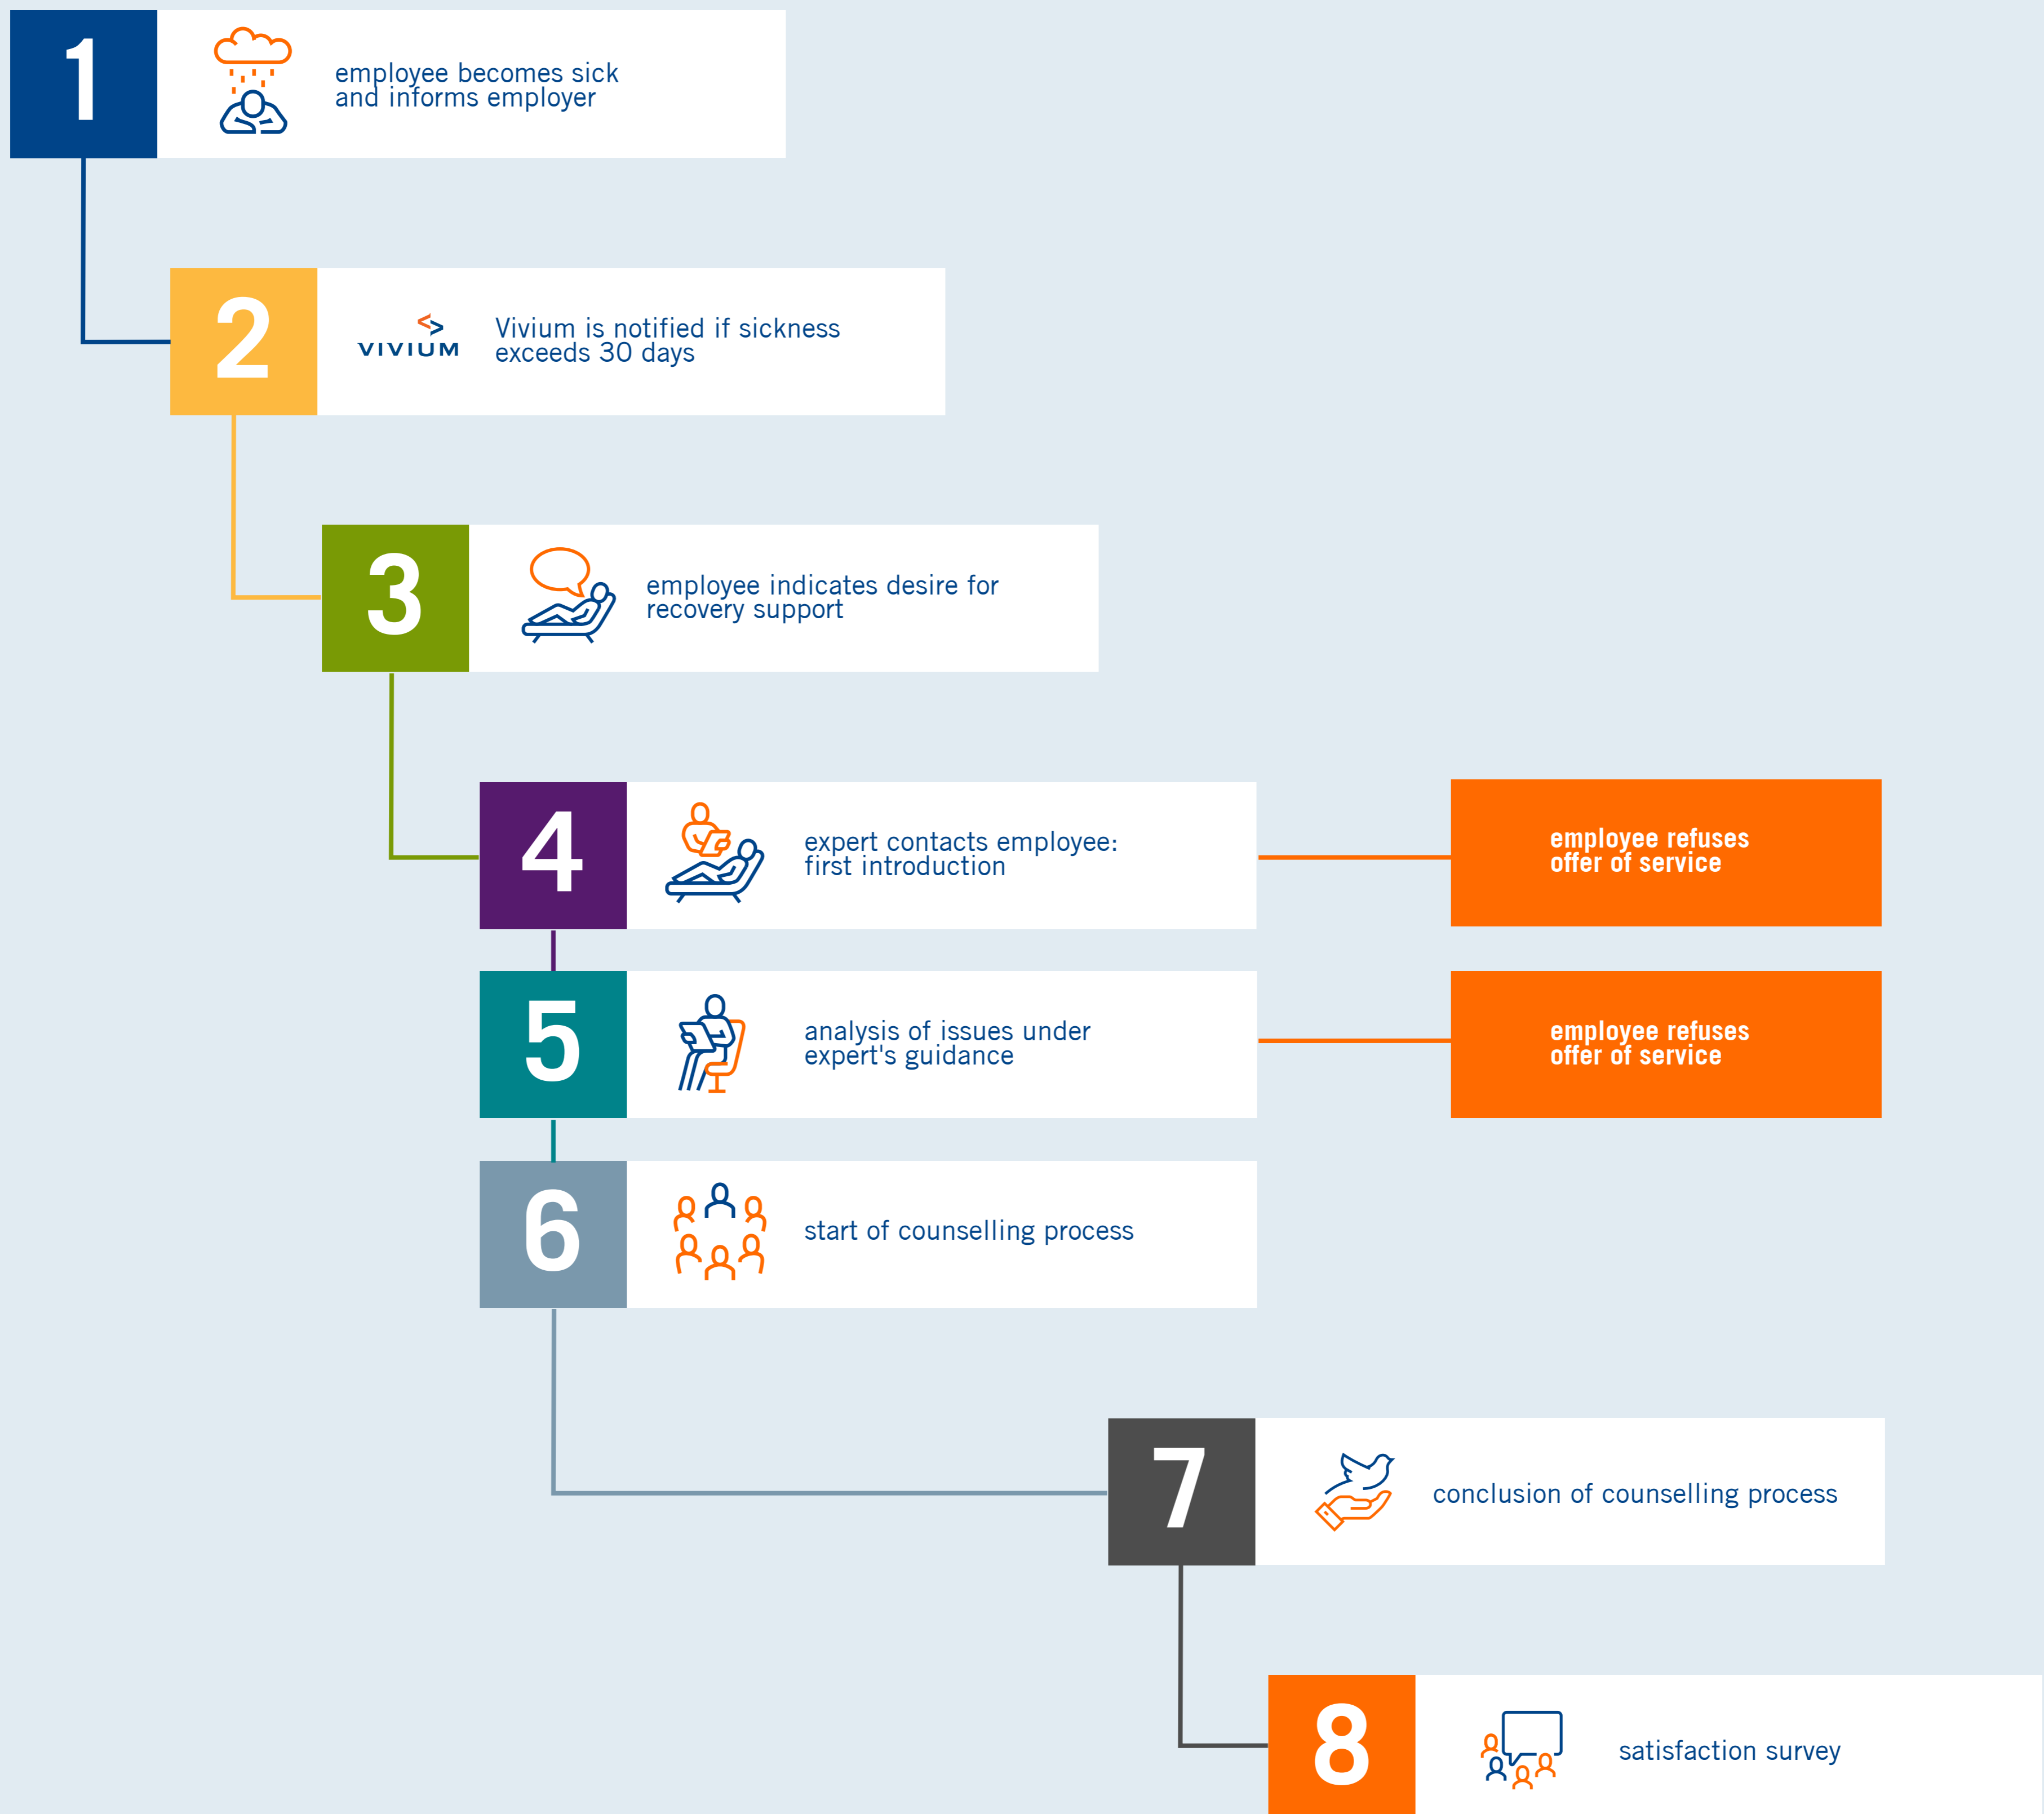 1
employee becomes sick
and informs employer
2
VIVIUM
Vivium is notified if sickness
exceeds 30 days
3
employee indicates desire for
recovery support
4
expert contacts employee:
first introduction
employee refuses
offer of service
5
analysis of issues under
expert's guidance
employee refuses
offer of service
6
start of counselling process
7
conclusion of counselling process
8
satisfaction survey